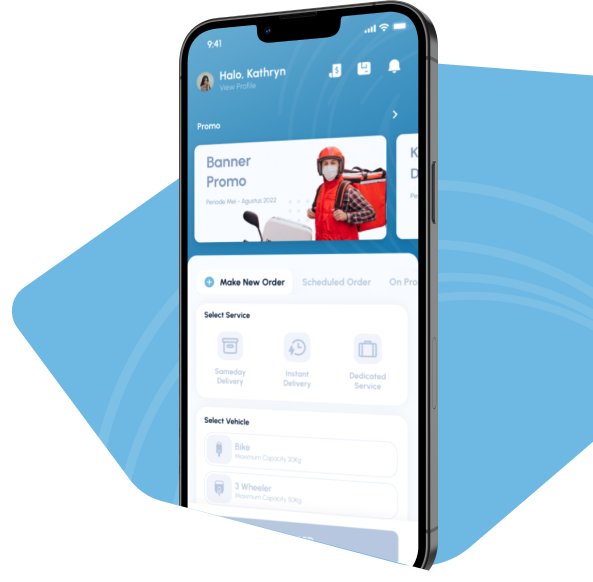 9:41
Halo, Kathryn
View Profile
Promo
Banner
Promo
Periode Mei - Agustus 2022
K
D
Pe
Make New Order
Scheduled Order
On Pro
Select Service
Sameday
Delivery
Instant
Delivery
Dedicated
Service
Select Vehicle
Bike
Maximum Capacity 30Kg
3 Wheeler
Maximum Capacity 50Kg